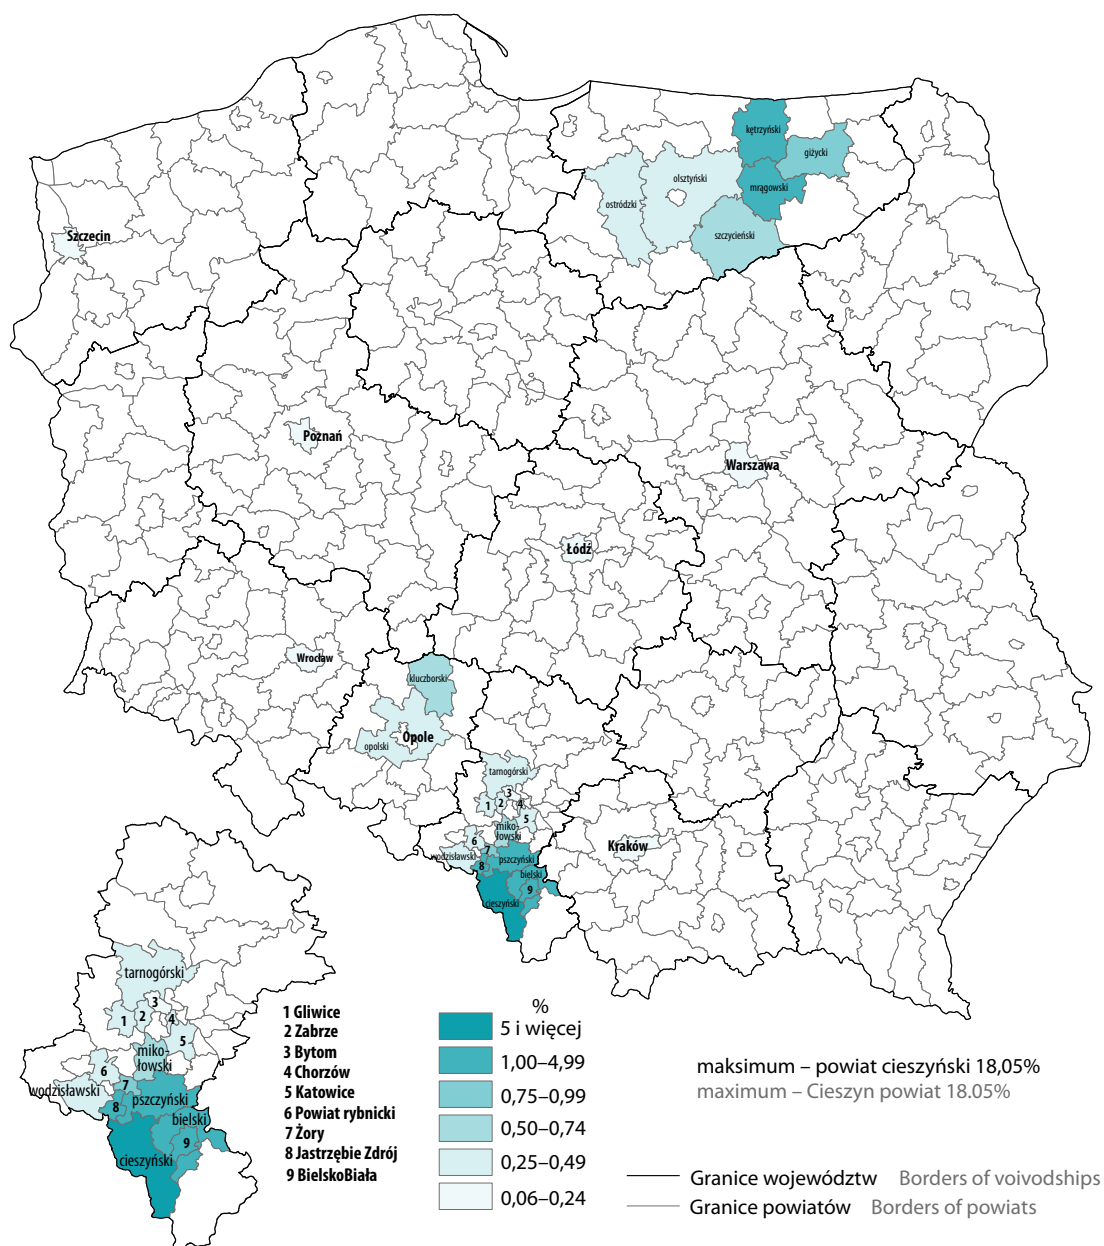 kętrzyński
giżycki
olsztyński
mrągowski
ostródzki
szczycieński
Szczecin
Poznań
Warszawa
Łódź
Wrocław
kluczborski
Opole
opolski
tarnogórski
3
1 2 4
5
miko-
łowski
6
Kraków
wodzisławski
7
pszczyński
8
bielski
9
cieszyński
tarnogórski
3
1
2
4
5
miko-
łowski
6
wodzisławski
7
pszczyński
8
bielski
9
cieszyński
1 Gliwice
2 Zabrze
3 Bytom
4 Chorzów
5 Katowice
6 Powiat rybnicki
7 Żory
8 Jastrzębie Zdrój
9 BielskoBiała
%
5 i więcej
1,00–4,99
0,75–0,99
0,50–0,74
0,25–0,49
0,06–0,24
maksimum – powiat cieszyński 18,05%
maximum – Cieszyn powiat 18.05%
Granice województw Borders of voivodships
Granice powiatów Borders of powiats